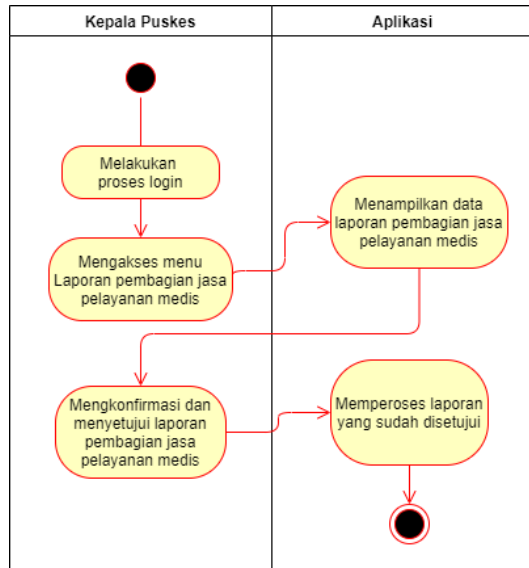 Kepala Puskes
Aplikasi
Melakukan
proses login
Mengakses menu
Laporan pembagian jasa
pelayanan medis
Menampilkan data
laporan pembagian jasa
pelayanan medis
Mengkonfirmasi dan
menyetujui laporan
pembagian jasa
pelayanan medis
Memperoses laporan
yang sudah disetujui